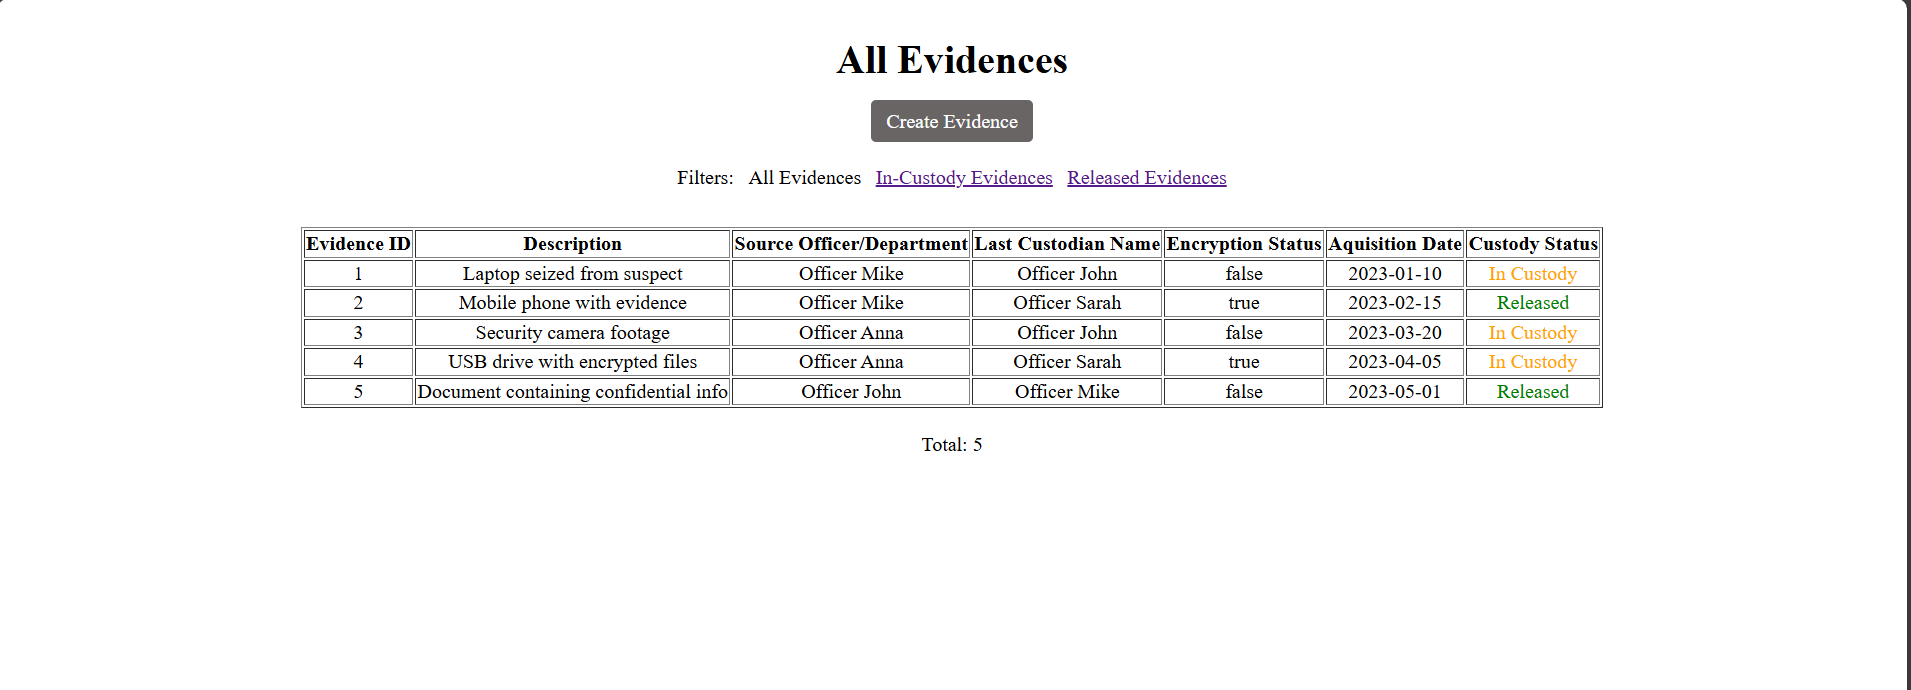 All Evidences
Create Evidence
Filters: All Evidences In-Custody Evidences Released Evidences
Evidence ID Description Source Officer/Department Last Custodian Name Encryption Status Aquisition Date Custody Status
1 Laptop seized from suspect Officer Mike Officer John false 2023-01-10 In Custody
2 Mobile phone with evidence Officer Mike Officer Sarah true 2023-02-15 Released
3 Security camera footage Officer Anna Officer John false 2023-03-20 In Custody
4 USB drive with encrypted files Officer Anna Officer Sarah true 2023-04-05 In Custody
5 Document containing confidential info Officer John Officer Mike false 2023-05-01 Released
Total: 5